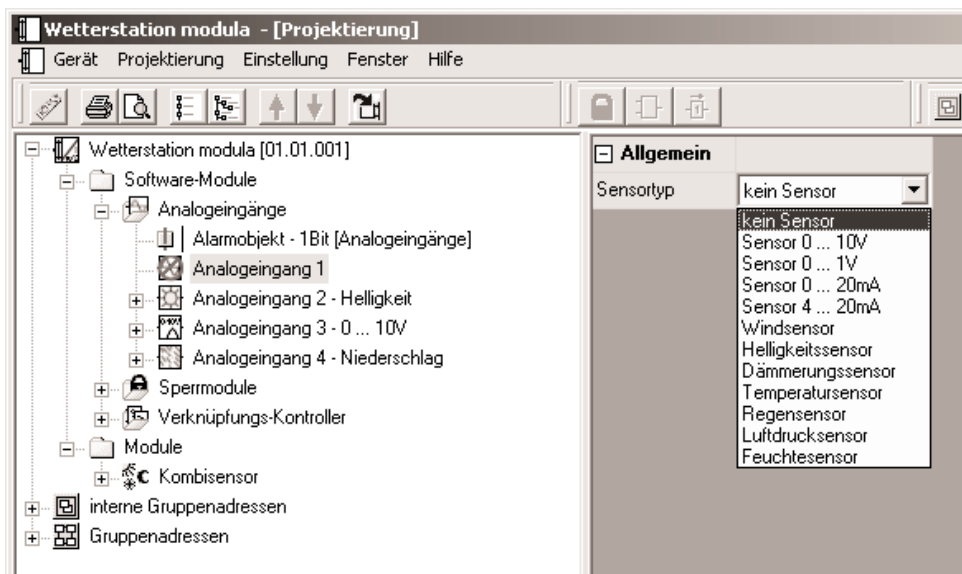 Wetterstation modula - [Projektierung]
Gerät Projektierung Einstellung Fenster Hilfe
Wetterstation modula [01.01.001]
Software-Module
Analogeingänge
Alarmobjekt - 1Bit [Analogeingänge]
Analogeingang 1
Analogeingang 2 - Helligkeit
Analogeingang 3 - 0 ... 10V
Analogeingang 4 - Niederschlag
Sperrmodule
Verknüpfungs-Kontroller
Module
Kombisensor
interne Gruppenadressen
Gruppenadressen
Allgemein
Sensortyp kein Sensor
kein Sensor
Sensor 0 ... 10V
Sensor 0 ... 1V
Sensor 0 ... 20mA
Sensor 4 ... 20mA
Windsensor
Helligkeitssensor
Dämmerungssensor
Temperatursensor
Regensensor
Luftdrucksensor
Feuchtesensor